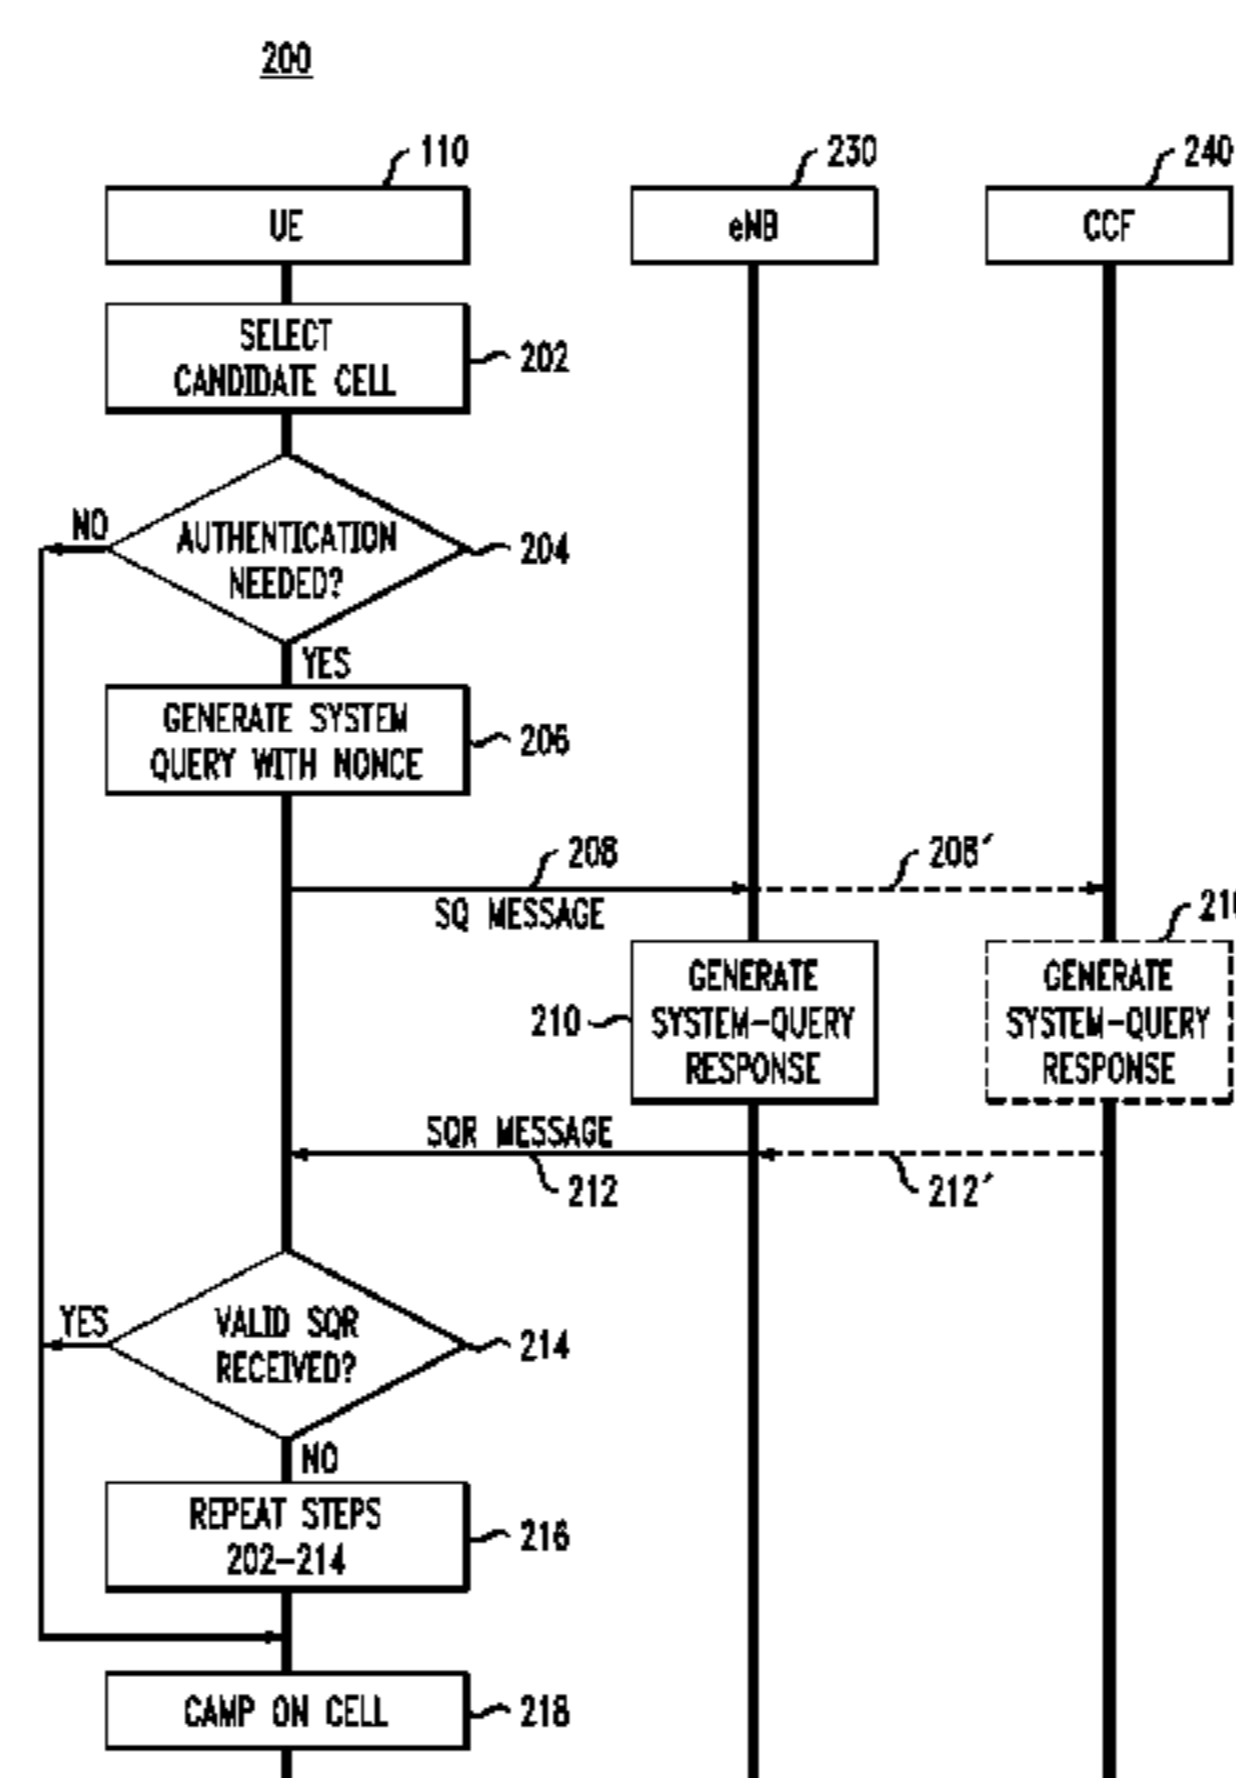 200
110
230
240
UE
eNB
CCF
SELECT
CANDIDATE CELL
202
NO
AUTHENTICATION
NEEDED?
204
YES
GENERATE SYSTEM
QUERY WITH NONCE
206
208
208′
SQ MESSAGE
210
GENERATE
SYSTEM-QUERY
RESPONSE
210
GENERATE
SYSTEM-QUERY
RESPONSE
SQR MESSAGE
212
212′
YES
VALID SQR
RECEIVED?
214
NO
REPEAT STEPS
202-214
216
CAMP ON CELL
218